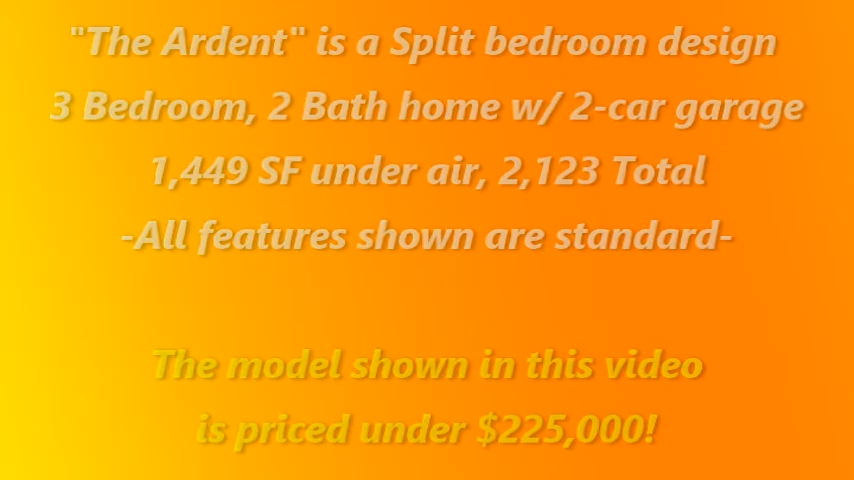 "The Ardent" is a Split bedroom design
3 Bedroom, 2 Bath home w/ 2-car garage
1,449 SF under air, 2,123 Total
-All features shown are standard-
The model shown in this video
is priced under $225,000!